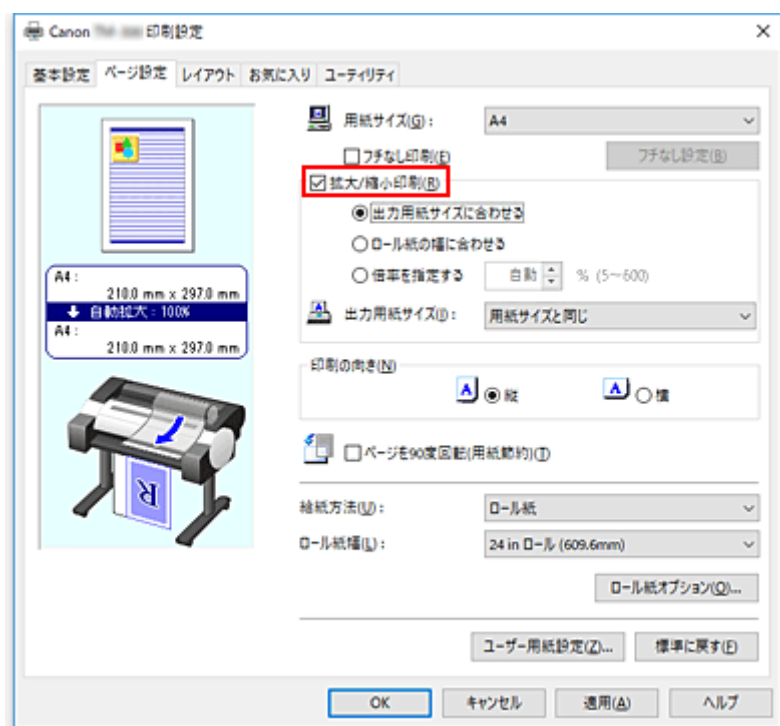 Canon 印刷設定
基本設定 ページ設定 レイアウト お気に入り ユーティリティ
用紙サイズ(G): A4
フチなし印刷(E) フチなし設定(B)
拡大/縮小印刷(R)
出力用紙サイズに合わせる
ロール紙の幅に合わせる
倍率を指定する 自動 % (5~600)
出力用紙サイズ(I): 用紙サイズと同じ
A4:
210.0 mm x 297.0 mm
自動拡大:100%
A4:
210.0 mm x 297.0 mm
印刷の向き(N)
A 縦 A 横
R
ページを90度回転(用紙節約)(T)
給紙方法(U): ロール紙
ロール紙幅(L): 24 in ロール (609.6mm)
ロール紙オプション(O)...
ユーザー用紙設定(Z)... 標準に戻す(F)
OK キャンセル 適用(A) ヘルプ